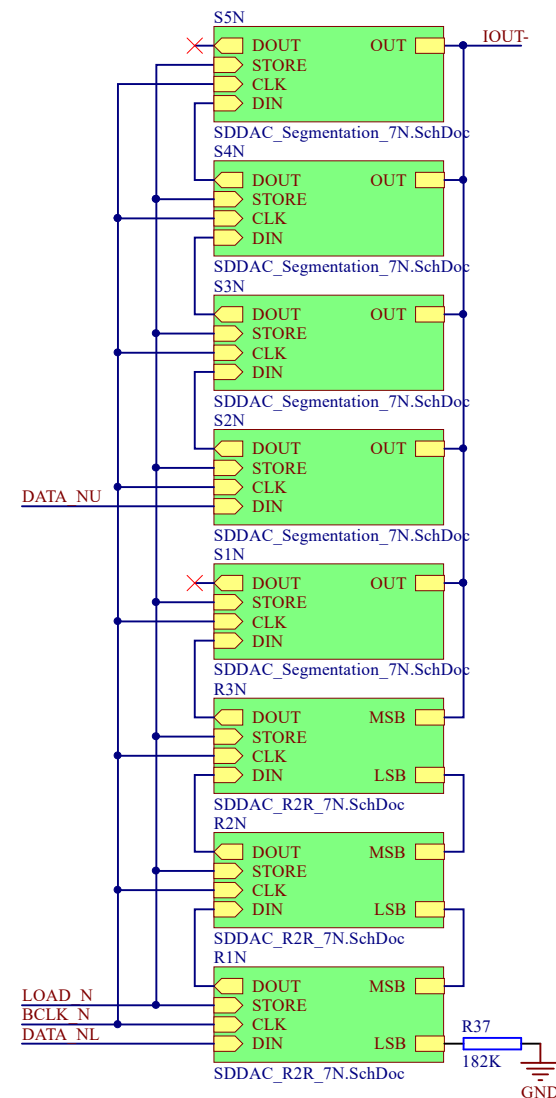 S5N
DOUT OUT IOUT-
STORE
CLK
DIN
SDDAC_Segmentation_7N.SchDoc
S4N
DOUT OUT
STORE
CLK
DIN
SDDAC_Segmentation_7N.SchDoc
S3N
DOUT OUT
STORE
CLK
DIN
SDDAC_Segmentation_7N.SchDoc
S2N
DOUT OUT
STORE
CLK
DATA_NU DIN
SDDAC_Segmentation_7N.SchDoc
S1N
DOUT OUT
STORE
CLK
DIN
SDDAC_Segmentation_7N.SchDoc
R3N
DOUT MSB
STORE
CLK
DIN LSB
SDDAC_R2R_7N.SchDoc
R2N
DOUT MSB
STORE
CLK
DIN LSB
SDDAC_R2R_7N.SchDoc
R1N
DOUT MSB
LOAD_N STORE
BCLK_N CLK R37
DATA_NL DIN LSB
182K
SDDAC_R2R_7N.SchDoc
GND